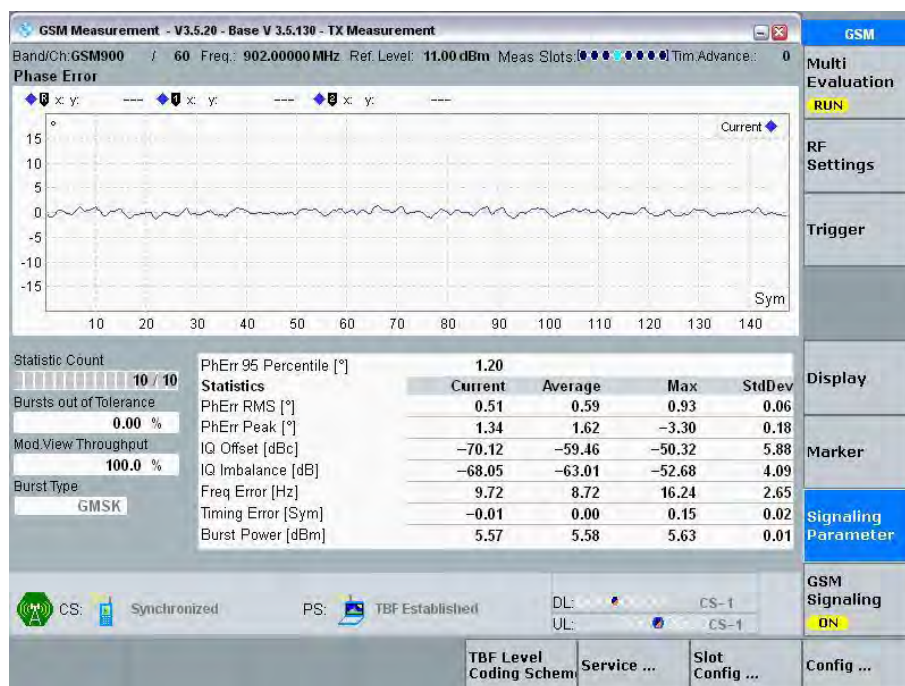 GSM Measurement - V3.5.20 - Base V 3.5.130 - TX Measurement
GSM
Band/Ch:GSM900 / 60 Freq.: 902.00000 MHz Ref. Level: 11.00 dBm Meas Slots: Tim.Advance.: 0
Phase Error
Multi Evaluation
RUN
R x: y: --- 1 x: y: --- 2 x: y: ---
° Current
15
10
5
0
-5
-10
-15
Sym
10 20 30 40 50 60 70 80 90 100 110 120 130 140
RF Settings
Trigger
Statistic Count
10 / 10
Bursts out of Tolerance
0.00 %
Mod.View Throughput
100.0 %
Burst Type
GMSK
PhErr 95 Percentile [°] 1.20
Statistics Current Average Max StdDev
PhErr RMS [°] 0.51 0.59 0.93 0.06
PhErr Peak [°] 1.34 1.62 −3.30 0.18
IQ Offset [dBc] −70.12 −59.46 −50.32 5.88
IQ Imbalance [dB] −68.05 −63.01 −52.68 4.09
Freq Error [Hz] 9.72 8.72 16.24 2.65
Timing Error [Sym] −0.01 0.00 0.15 0.02
Burst Power [dBm] 5.57 5.58 5.63 0.01
Display
Marker
Signaling Parameter
GSM Signaling
ON
CS: Synchronized PS: TBF Established DL: CS-1
UL: CS-1
TBF Level
Coding Schem
Service ...
Slot
Config ...
Config ...